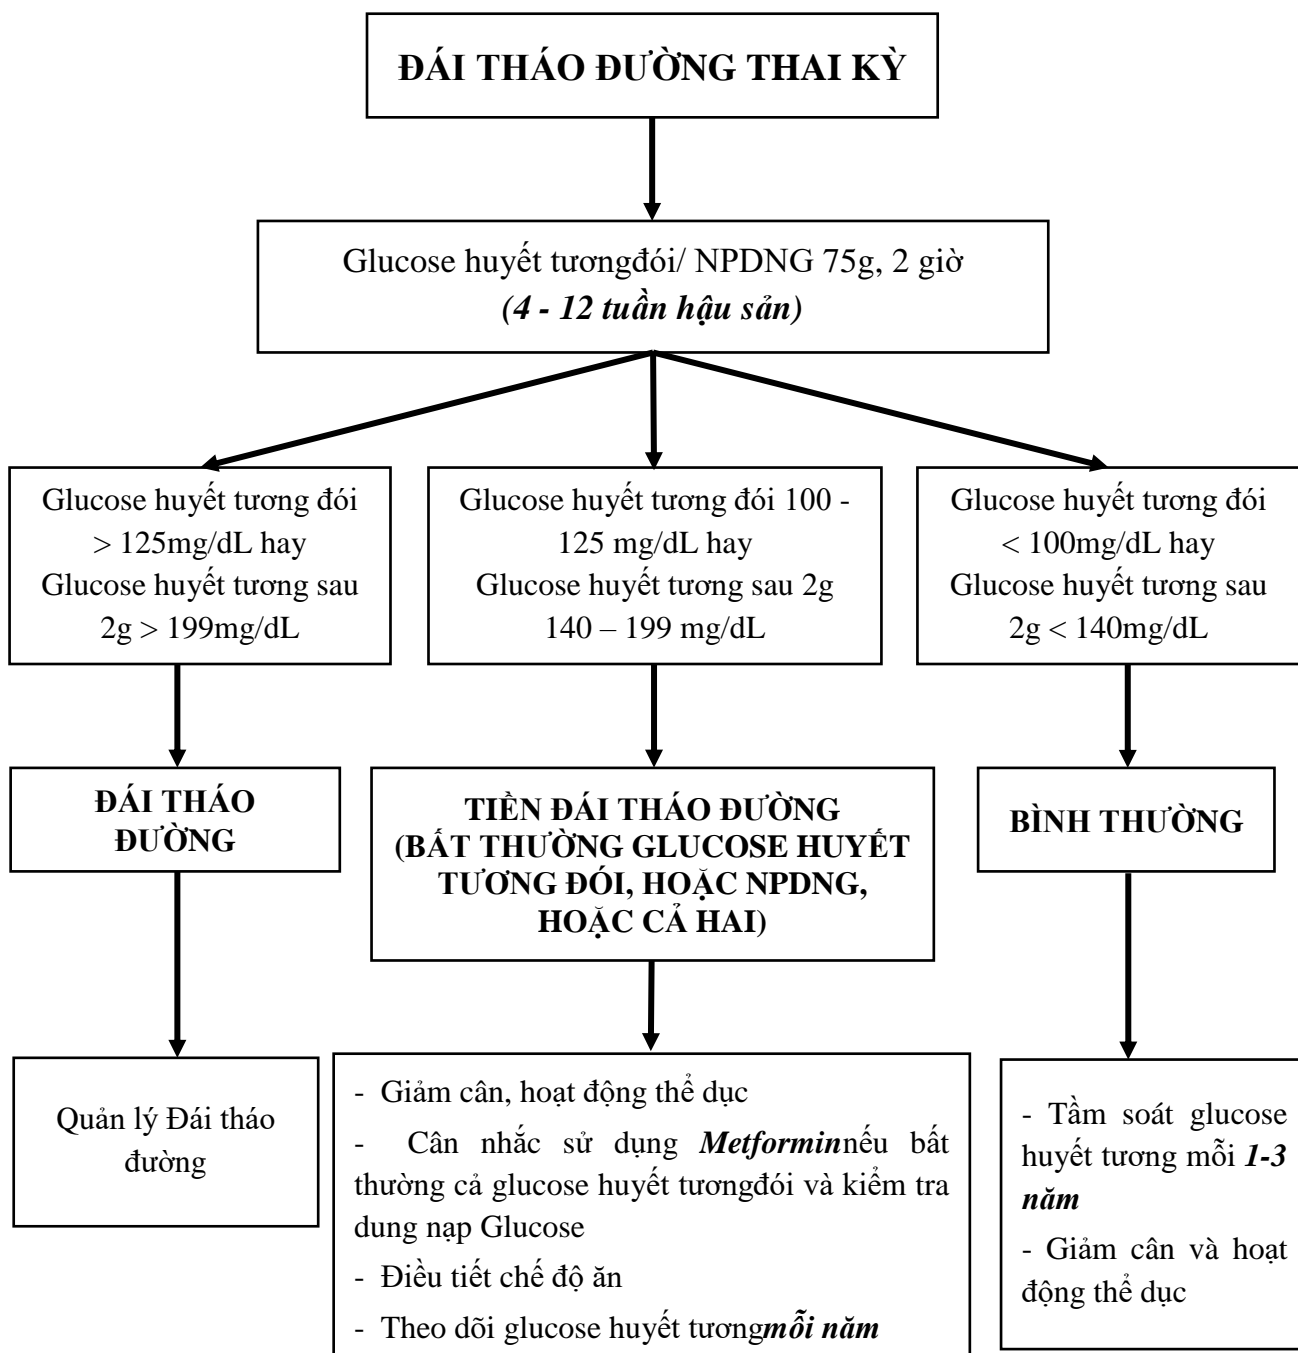 ĐÁI THÁO ĐƯỜNG THAI KỲ
Glucose huyết tươngđói/ NPDNG 75g, 2 giờ
(4 - 12 tuần hậu sản)
Glucose huyết tương đói
> 125mg/dL hay
Glucose huyết tương sau
2g > 199mg/dL
Glucose huyết tương đói 100 -
125 mg/dL hay
Glucose huyết tương sau 2g
140 – 199 mg/dL
Glucose huyết tương đói
< 100mg/dL hay
Glucose huyết tương sau
2g < 140mg/dL
ĐÁI THÁO
ĐƯỜNG
TIỀN ĐÁI THÁO ĐƯỜNG
(BẤT THƯỜNG GLUCOSE HUYẾT
TƯƠNG ĐÓI, HOẶC NPDNG,
HOẶC CẢ HAI)
BÌNH THƯỜNG
Quản lý Đái tháo
đường
- Giảm cân, hoạt động thể dục
- Cân nhắc sử dụng Metforminnếu bất
thường cả glucose huyết tươngđói và kiểm tra
dung nạp Glucose
- Điều tiết chế độ ăn
- Theo dõi glucose huyết tươngmỗi năm
- Tầm soát glucose
huyết tương mỗi 1-3
năm
- Giảm cân và hoạt
động thể dục